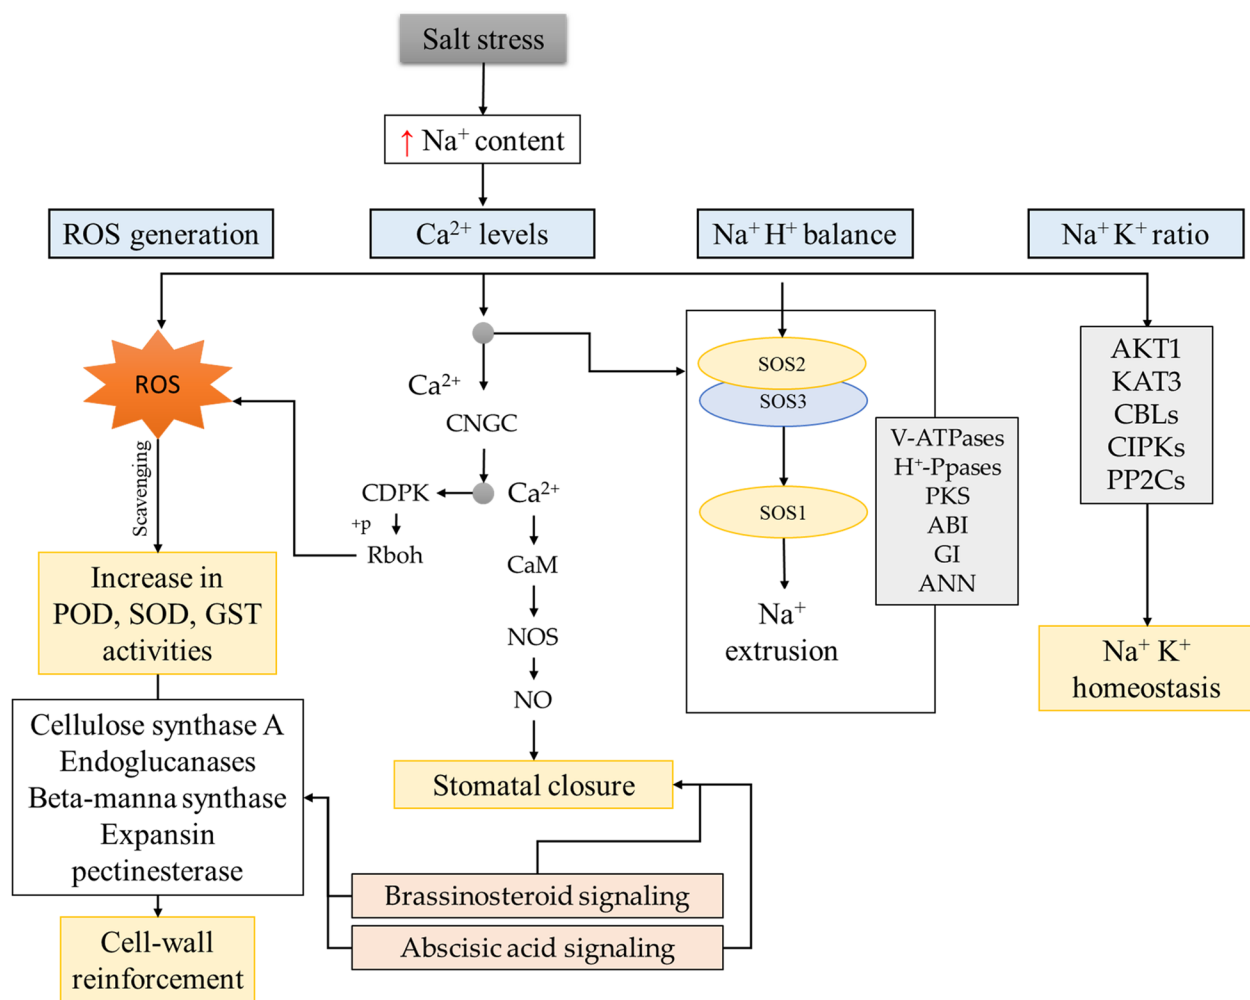 Salt stress
↑ Na⁺ content
ROS generation
Ca²⁺ levels
Na⁺ H⁺ balance
Na⁺ K⁺ ratio
ROS
Scavenging
Increase in
POD, SOD, GST
activities
Cellulose synthase A
Endoglucanases
Beta-manna synthase
Expansin
pectinesterase
Cell-wall
reinforcement
Ca²⁺
CNGC
CDPK
Ca²⁺
+p
Rboh
CaM
NOS
NO
Stomatal closure
Brassinosteroid signaling
Abscisic acid signaling
SOS2
SOS3
SOS1
Na⁺
extrusion
V-ATPases
H⁺-Ppases
PKS
ABI
GI
ANN
AKT1
KAT3
CBLs
CIPKs
PP2Cs
Na⁺ K⁺
homeostasis